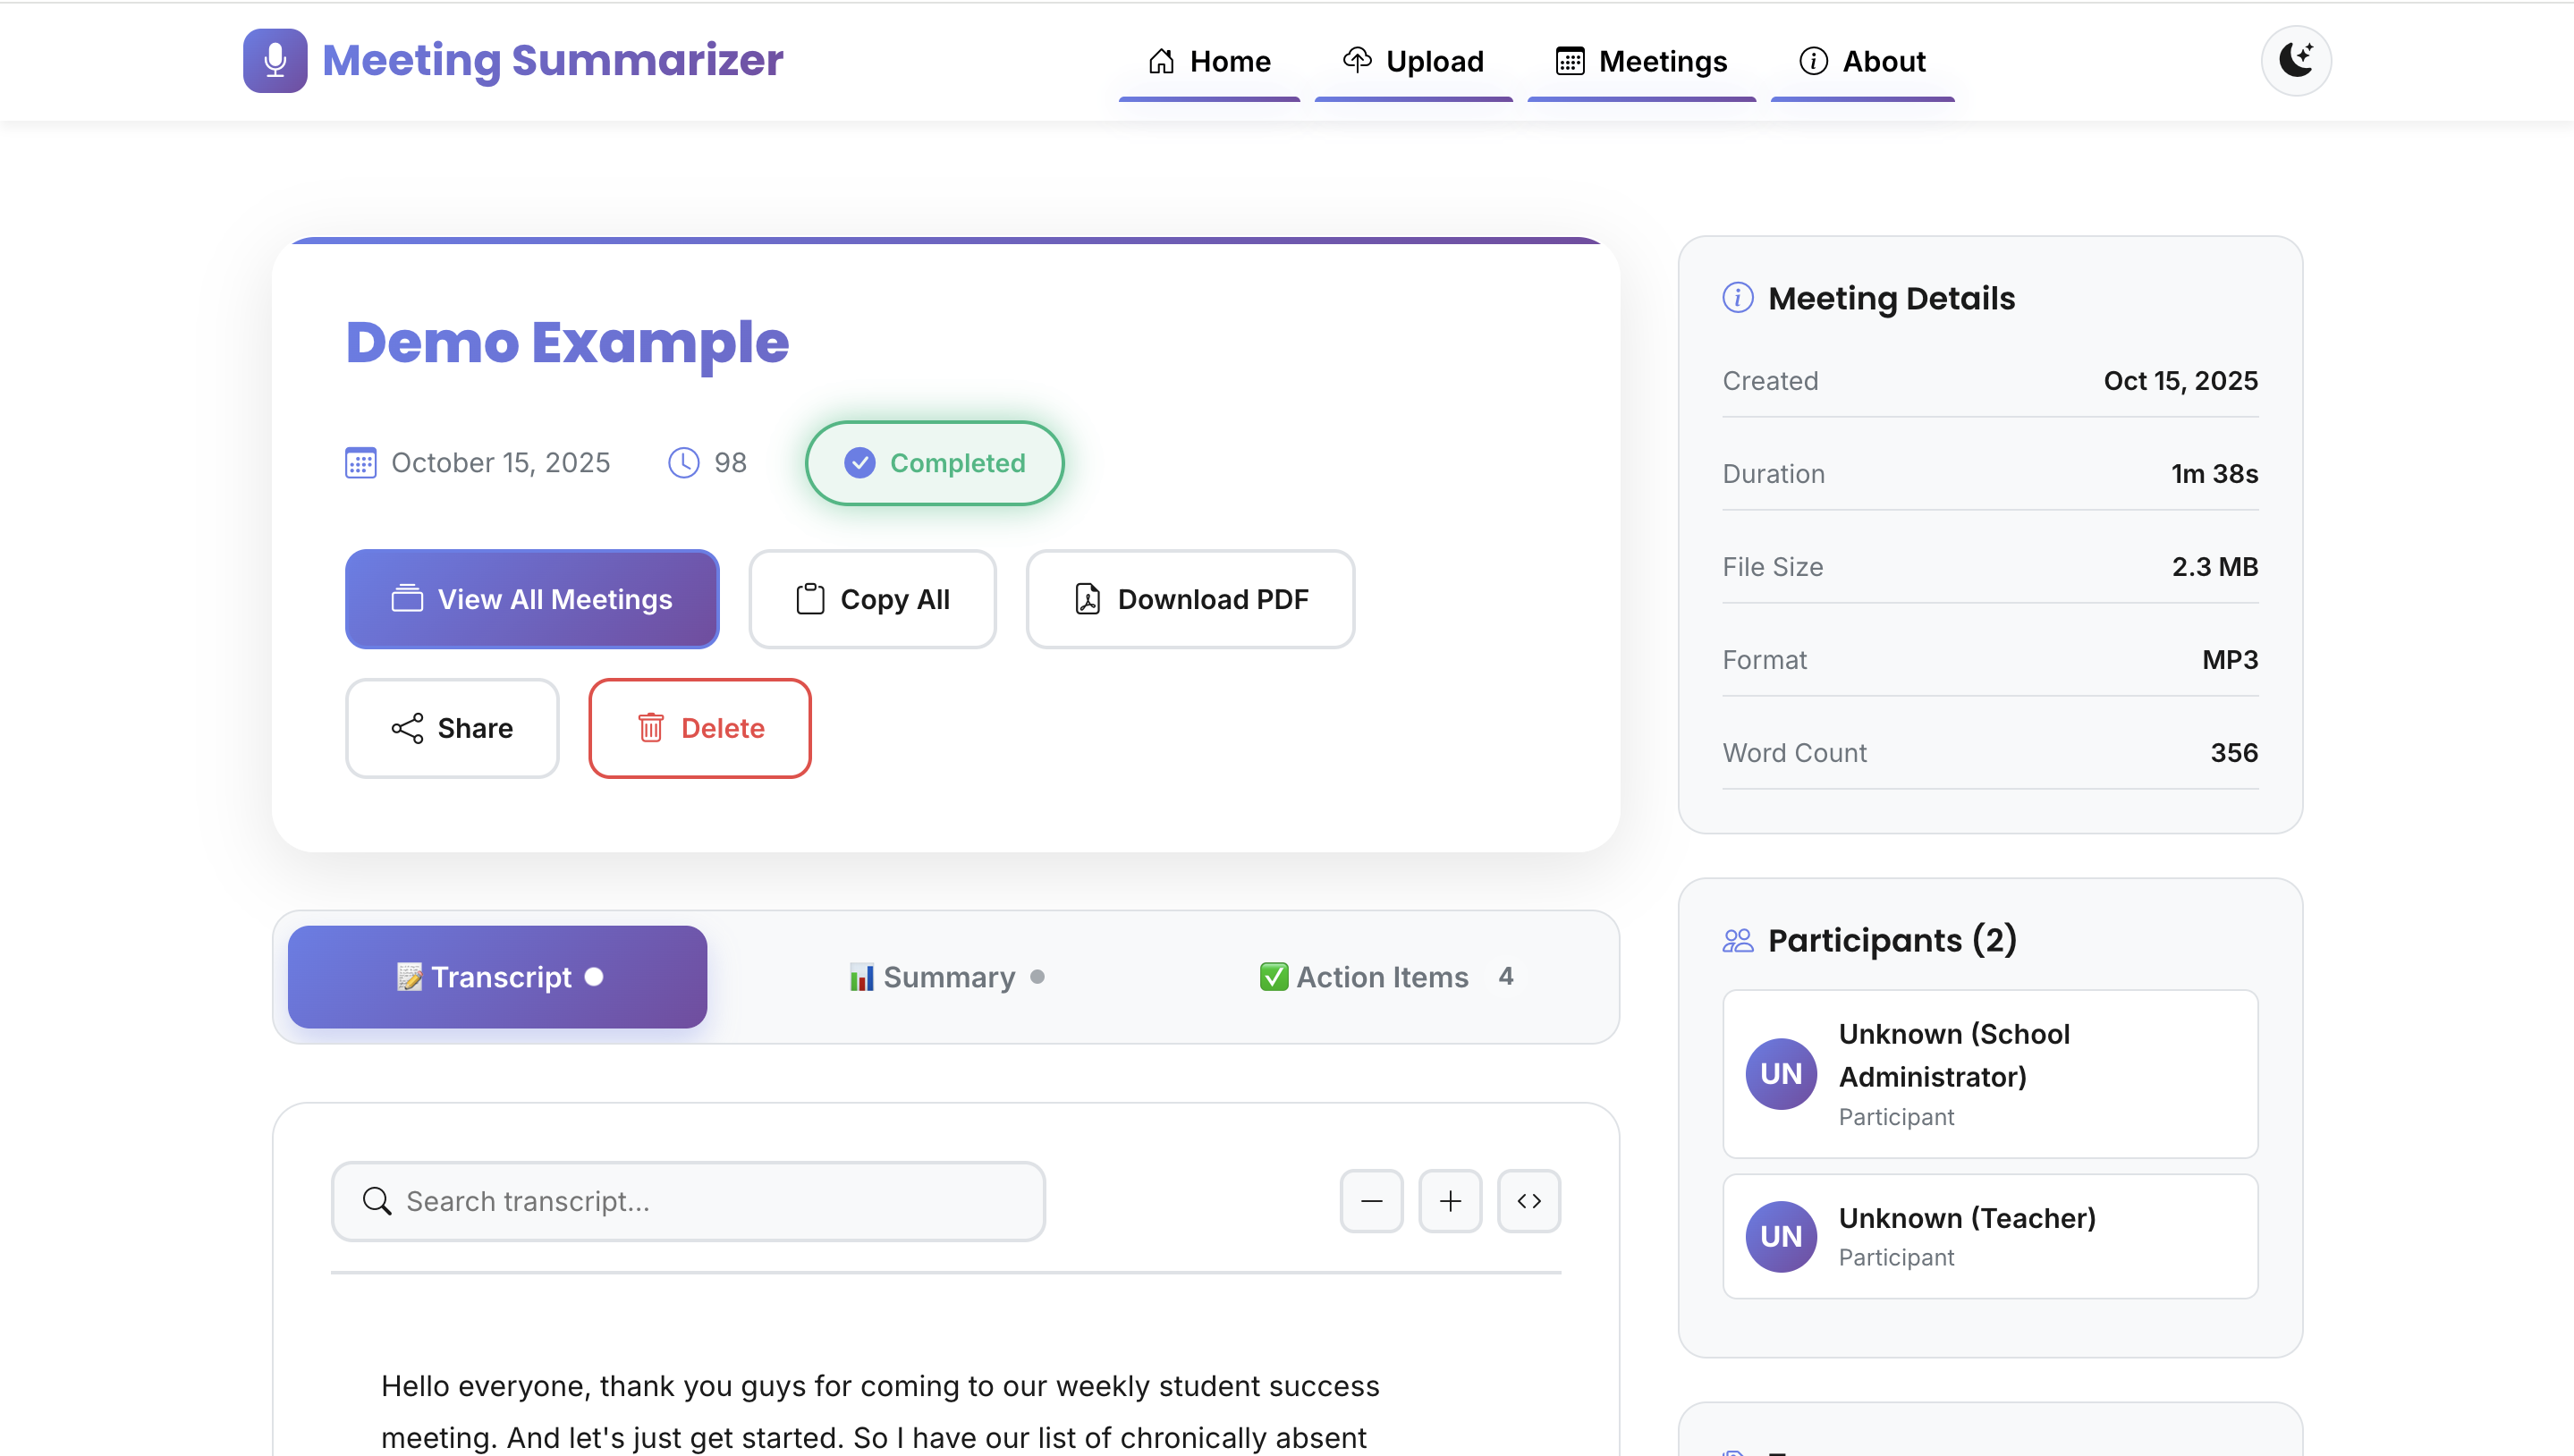 Meeting Summarizer
Home
Upload
Meetings
About
Demo Example
October 15, 2025
98
Completed
View All Meetings
Copy All
Download PDF
Share
Delete
Transcript
Summary
Action Items 4
Search transcript...
Hello everyone, thank you guys for coming to our weekly student success
meeting. And let's just get started. So I have our list of chronically absent
Meeting Details
Created Oct 15, 2025
Duration 1m 38s
File Size 2.3 MB
Format MP3
Word Count 356
Participants (2)
UN
Unknown (School
Administrator)
Participant
UN
Unknown (Teacher)
Participant